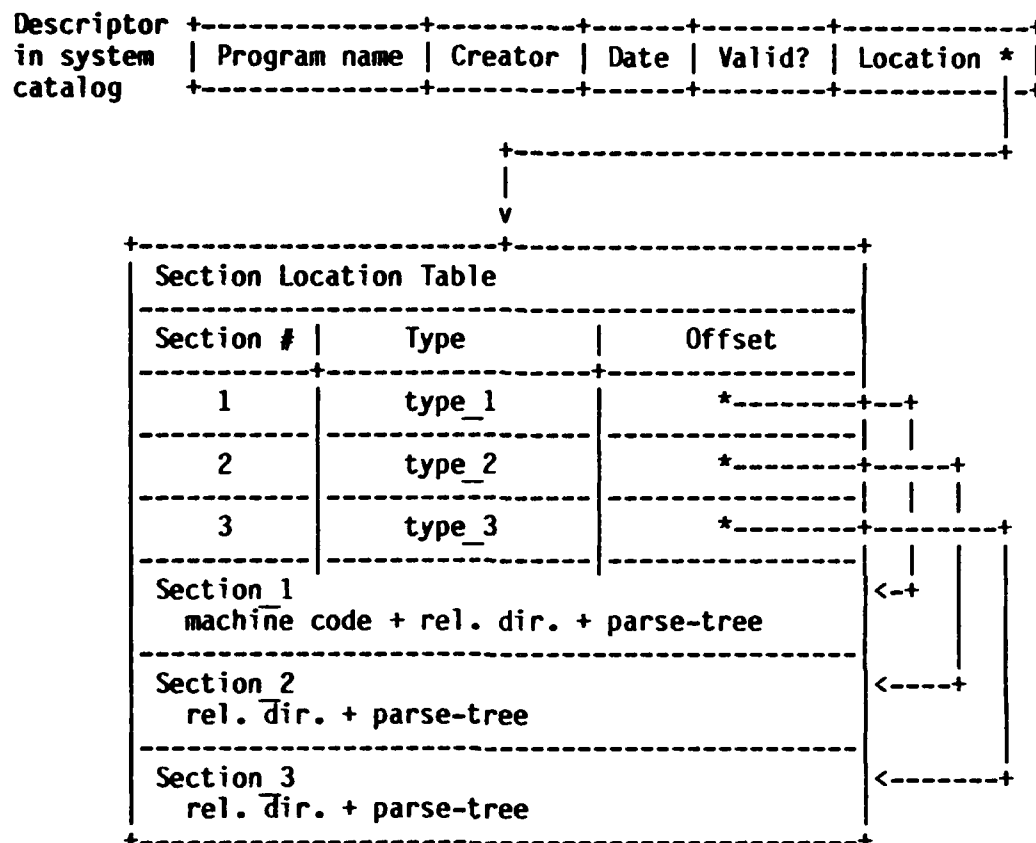 Descriptor
in system | Program name | Creator | Date | Valid? | Location *
catalog
Section Location Table
Section # | Type | Offset
1 type_1 *
2 type_2 *
3 type_3 *
Section_1
machine code + rel. dir. + parse-tree
Section_2
rel. dir. + parse-tree
Section_3
rel. dir. + parse-tree